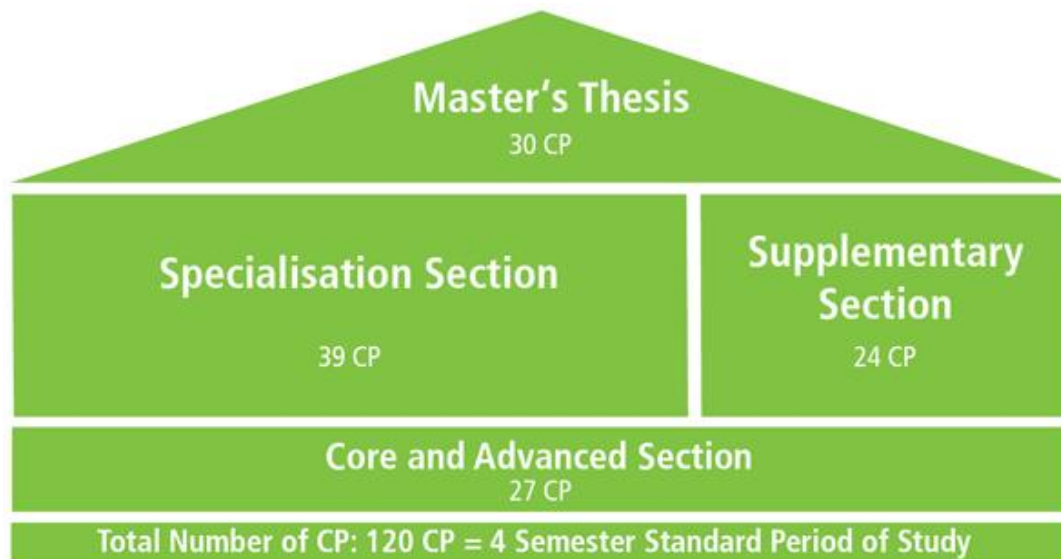 Master‘s Thesis
30 CP
Specialisation Section
39 CP
Supplementary
Section
24 CP
Core and Advanced Section
27 CP
Total Number of CP: 120 CP = 4 Semester Standard Period of Study